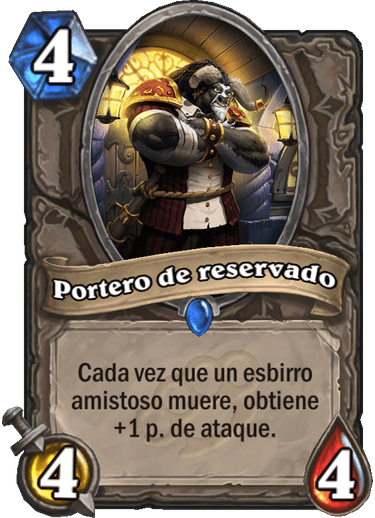 4
Portero de reservado
Cada vez que un esbirro
amistoso muere, obtiene
+1 p. de ataque.
4
4